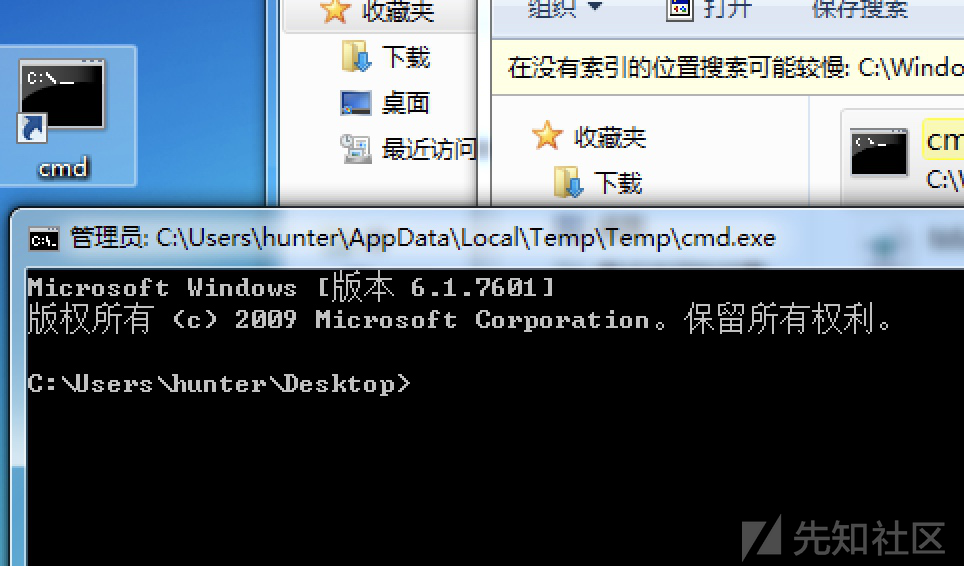 收藏夹
下载
桌面
最近访问
cmd
组织
打开
保存搜索
在没有索引的位置搜索可能较慢: C:\Windo
收藏夹
下载
cm
C:\W
管理员: C:\Users\hunter\AppData\Local\Temp\Temp\cmd.exe
Microsoft Windows [版本 6.1.7601]
版权所有 (c) 2009 Microsoft Corporation。保留所有权利。
C:\Users\hunter\Desktop>
先知社区